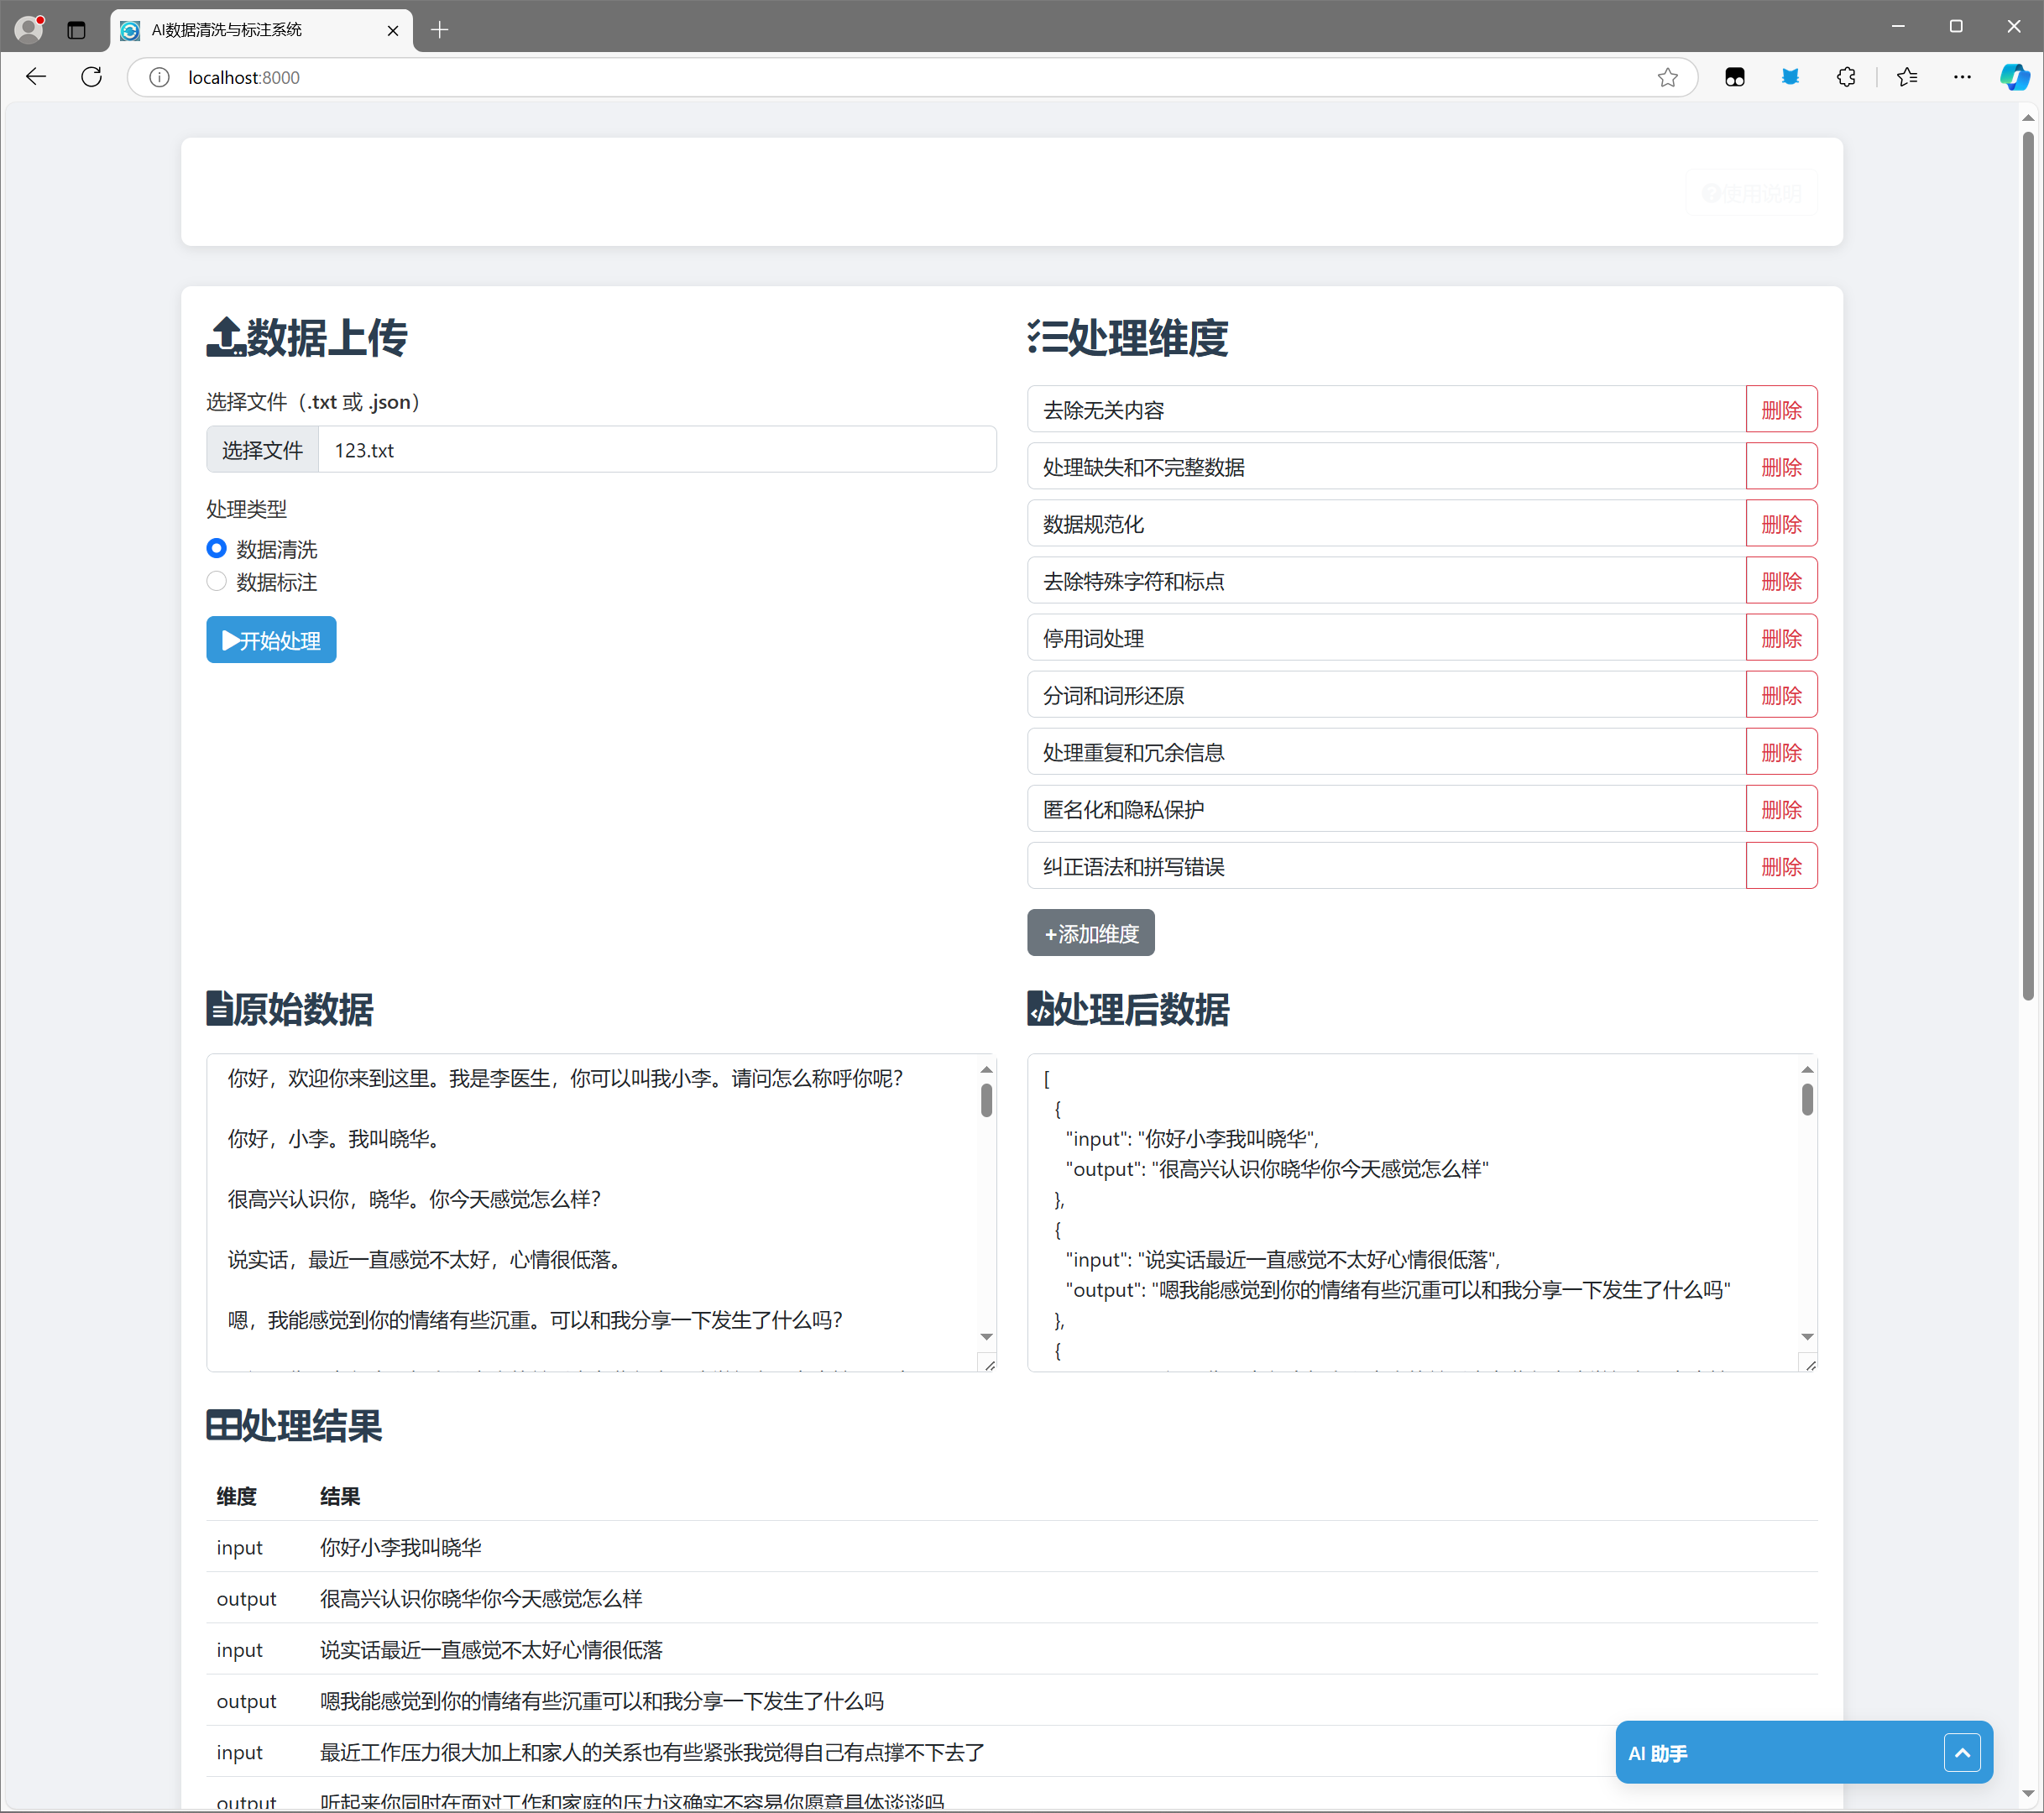 AI数据清洗与标注系统
localhost:8000
使用说明
数据上传
选择文件（.txt 或 .json）
选择文件 123.txt
处理类型
数据清洗
数据标注
开始处理
处理维度
去除无关内容 删除
处理缺失和不完整数据 删除
数据规范化 删除
去除特殊字符和标点 删除
停用词处理 删除
分词和词形还原 删除
处理重复和冗余信息 删除
匿名化和隐私保护 删除
纠正语法和拼写错误 删除
+添加维度
原始数据
你好，欢迎你来到这里。我是李医生，你可以叫我小李。请问怎么称呼你呢？
你好，小李。我叫晓华。
很高兴认识你，晓华。你今天感觉怎么样？
说实话，最近一直感觉不太好，心情很低落。
嗯，我能感觉到你的情绪有些沉重。可以和我分享一下发生了什么吗？
处理后数据
[
{
"input": "你好小李我叫晓华",
"output": "很高兴认识你晓华你今天感觉怎么样"
},
{
"input": "说实话最近一直感觉不太好心情很低落",
"output": "嗯我能感觉到你的情绪有些沉重可以和我分享一下发生了什么吗"
},
{
处理结果
维度 结果
input 你好小李我叫晓华
output 很高兴认识你晓华你今天感觉怎么样
input 说实话最近一直感觉不太好心情很低落
output 嗯我能感觉到你的情绪有些沉重可以和我分享一下发生了什么吗
input 最近工作压力很大加上和家人的关系也有些紧张我觉得自己有点撑不下去了
output 听起来你同时在面对工作和家庭的压力这确实不容易你愿意具体谈谈吗
AI 助手